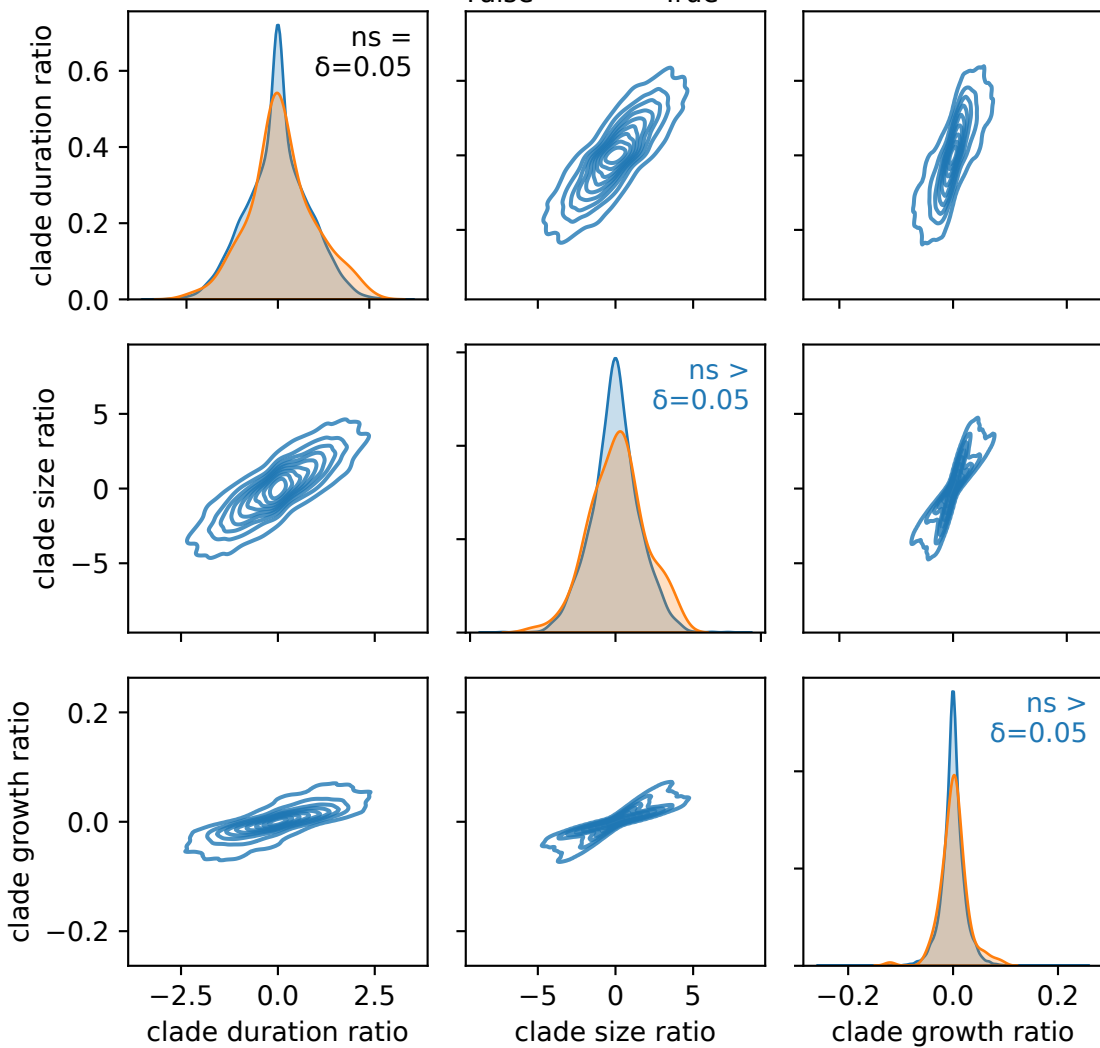 clade duration ratio
0.6
0.4
0.2
0.0
ns =
δ=0.05
clade size ratio
5
0
−5
ns >
δ=0.05
clade growth ratio
0.2
0.0
−0.2
ns >
δ=0.05
−2.5 0.0 2.5
−5 0 5
−0.2 0.0 0.2
clade duration ratio
clade size ratio
clade growth ratio